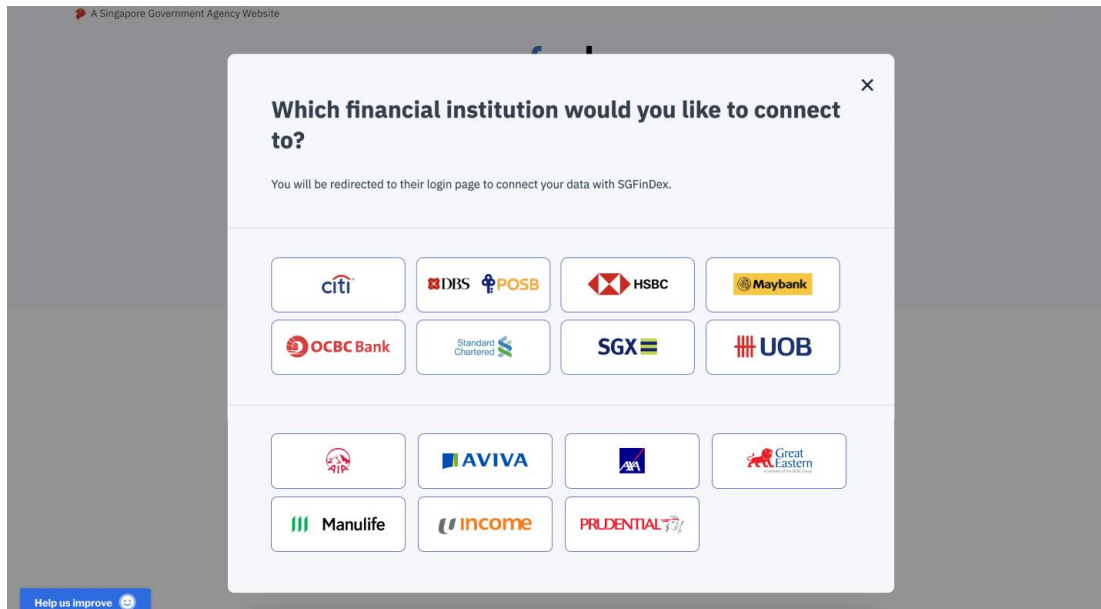 A Singapore Government Agency Website
Which financial institution would you like to connect
to?
You will be redirected to their login page to connect your data with SGFinDex.
citi
DBS POSB
HSBC
Maybank
OCBC Bank
Standard
Chartered
SGX
UOB
AIA
AVIVA
AXA
Great
Eastern
Manulife
income
PRUDENTIAL
Help us improve